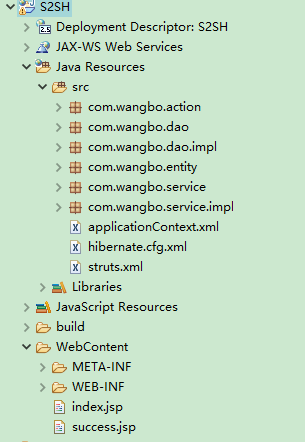 S2SH
Deployment Descriptor: S2SH
JAX-WS Web Services
Java Resources
src
com.wangbo.action
com.wangbo.dao
com.wangbo.dao.impl
com.wangbo.entity
com.wangbo.service
com.wangbo.service.impl
applicationContext.xml
hibernate.cfg.xml
struts.xml
Libraries
JavaScript Resources
build
WebContent
META-INF
WEB-INF
index.jsp
success.jsp